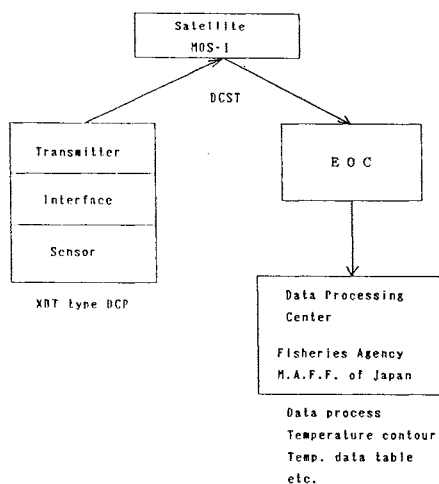 Satellite
MOS-1
DCST
Transmitter
Interface
Sensor
XBT type DCP
E O C
Data Processing
Center
Fisheries Agency
M.A.F.F. of Japan
Data process
Temperature contour
Temp. data table
etc.